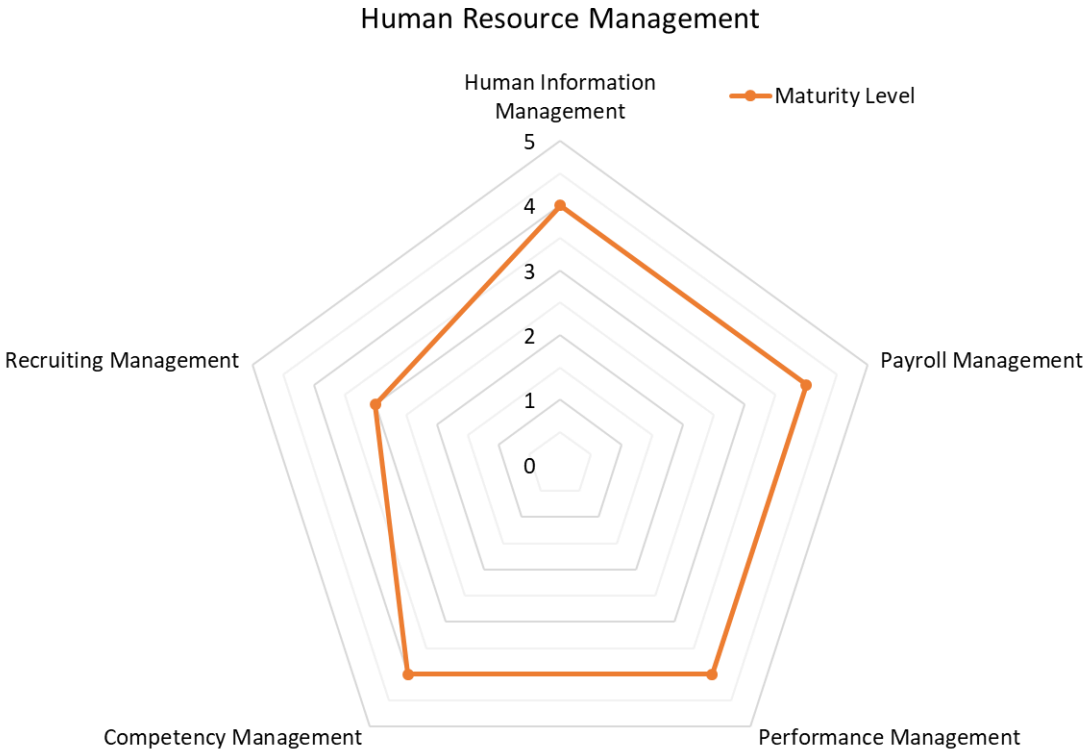 Human Resource Management
Human Information
Management
Maturity Level
5
4
3
2
1
0
Recruiting Management
Payroll Management
Competency Management
Performance Management